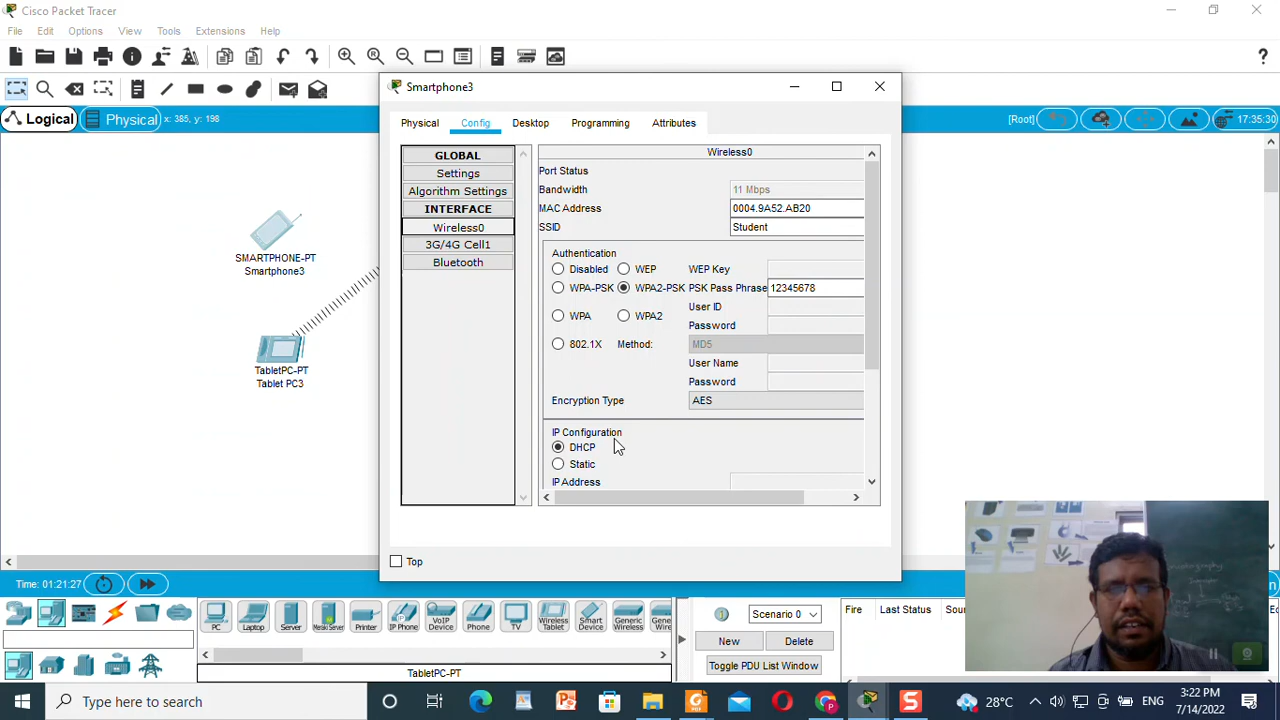 Cisco Packet Tracer
File Edit Options View Tools Extensions Help
?
Logical Physical x: 385, y: 198 [Root] 17:35:30
Smartphone3
Physical Config Desktop Programming Attributes
GLOBAL
Settings
Algorithm Settings
INTERFACE
Wireless0
3G/4G Cell1
Bluetooth
Wireless0
Port Status
Bandwidth 11 Mbps
MAC Address 0004.9A52.AB20
SSID Student
Authentication
Disabled WEP WEP Key
WPA-PSK WPA2-PSK PSK Pass Phrase 12345678
User ID
WPA WPA2 Password
802.1X Method: MD5
User Name
Password
Encryption Type AES
IP Configuration
DHCP
Static
IP Address
Top
SMARTPHONE-PT
Smartphone3
TabletPC-PT
Tablet PC3
Time: 01:21:27
PC Laptop Server Meraki Server Printer IP Phone VoIP Device Phone TV Wireless Tablet Smart Device Generic Wireless Generic Wire
TabletPC-PT
Scenario 0
New Delete
Toggle PDU List Window
Fire Last Status Sou
Type here to search
28°C ENG 3:22 PM
7/14/2022